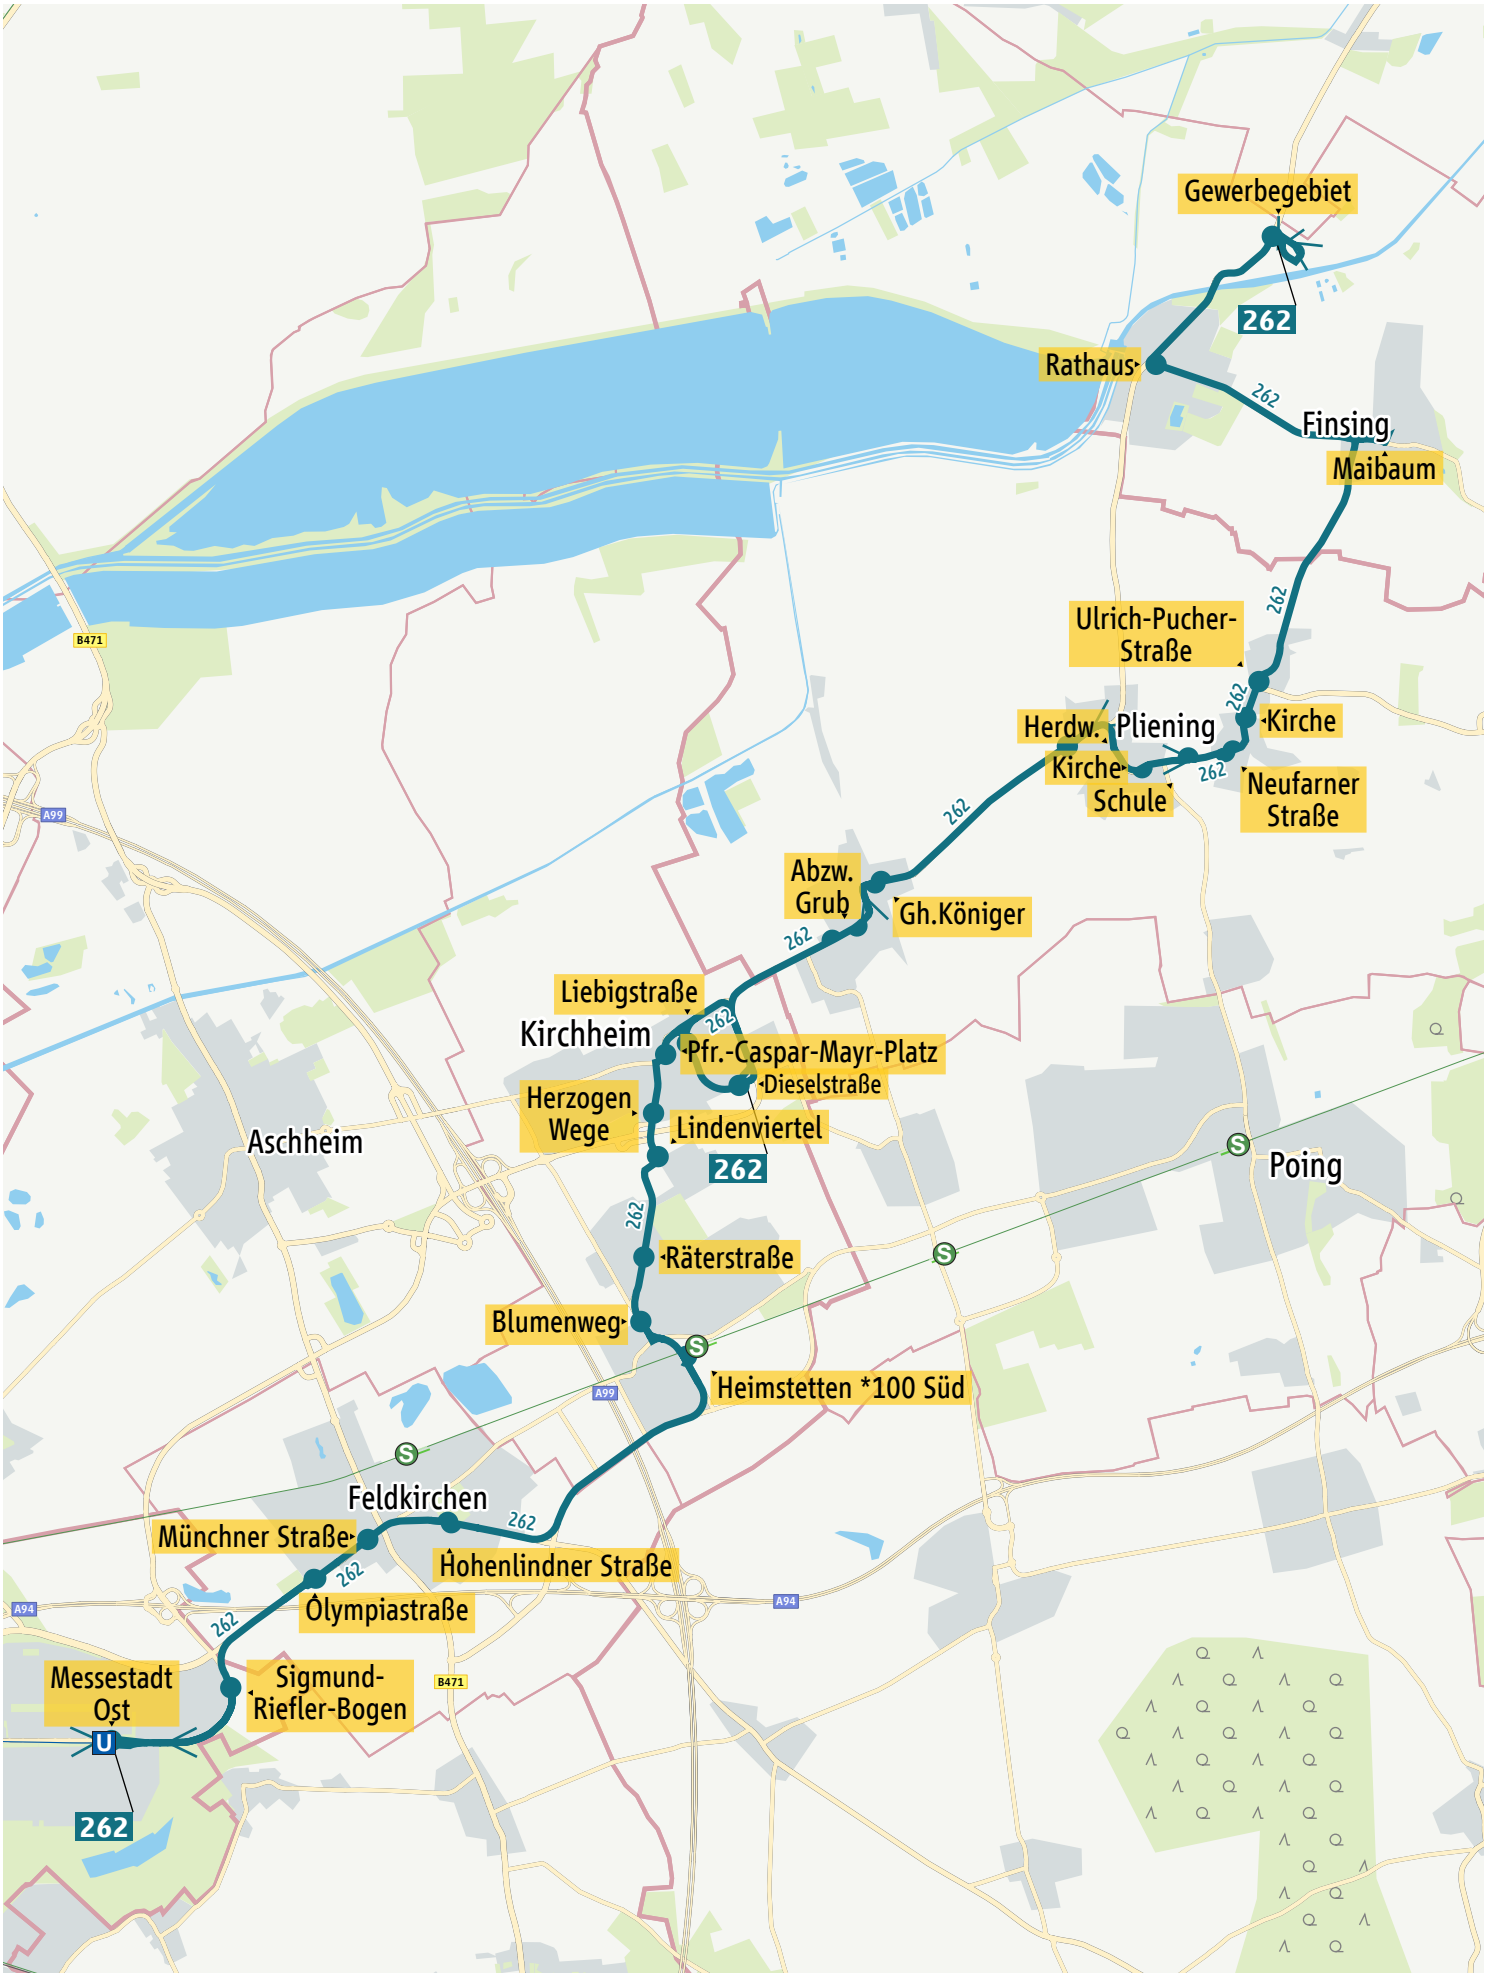 Gewerbegebiet
262
Rathaus
262
Finsing
Maibaum
262
B471
Ulrich-Pucher-
Straße
262
Kirche
Herdw.
Pliening
Kirche
262
Schule
Neufarner
Straße
A99
262
Abzw.
Grub
Gh.Königer
262
Liebigstraße
262
Kirchheim
Pfr.-Caspar-Mayr-Platz
Dieselstraße
Herzogen
Wege
Lindenviertel
Aschheim
S
Poing
262
262
S
Räterstraße
Blumenweg
S
Heimstetten *100 Süd
A99
S
Feldkirchen
262
Münchner Straße
Hohenlindner Straße
262
A94
A94
Olympiastraße
262
Messestadt
Ost
Sigmund-
Riefler-Bogen
B471
U
262